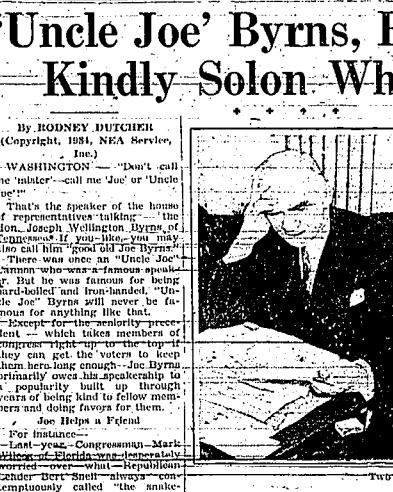 'Uncle Joe' Byrns,
Kindly Solon Wh
By RODNEY DUTCHER
(Copyright, 1934, NEA Service,
Inc.)
WASHINGTON — "Don't call
me 'mister'—call me 'Joe' or 'Uncle
Joe'!"
That's the speaker of the house
of representatives talking — the
Hon. Joseph Wellington Byrns of
Tennessee. If you like, you may
also call him "good old Joe Byrns."
There was once an "Uncle Joe"
Cannon who was a famous speak-
er. But he was famous for being
hard-boiled and iron-handed. "Un-
cle Joe" Byrns will never be fa-
mous for anything like that.
Except for the seniority prece-
dent — which takes members of
congress right up to the top if
they can get the voters to keep
them here long enough—Joe Byrns
primarily owes his speakership to
a popularity built up through
years of being kind to fellow mem-
bers and doing favors for them.
Joe Helps a Friend
For instance—
Last year, Congressman Mark
Wilcox of Florida was desperately
worried over what Republican
Leader Bert Snell always con-
temptuously called "the snake-
Two